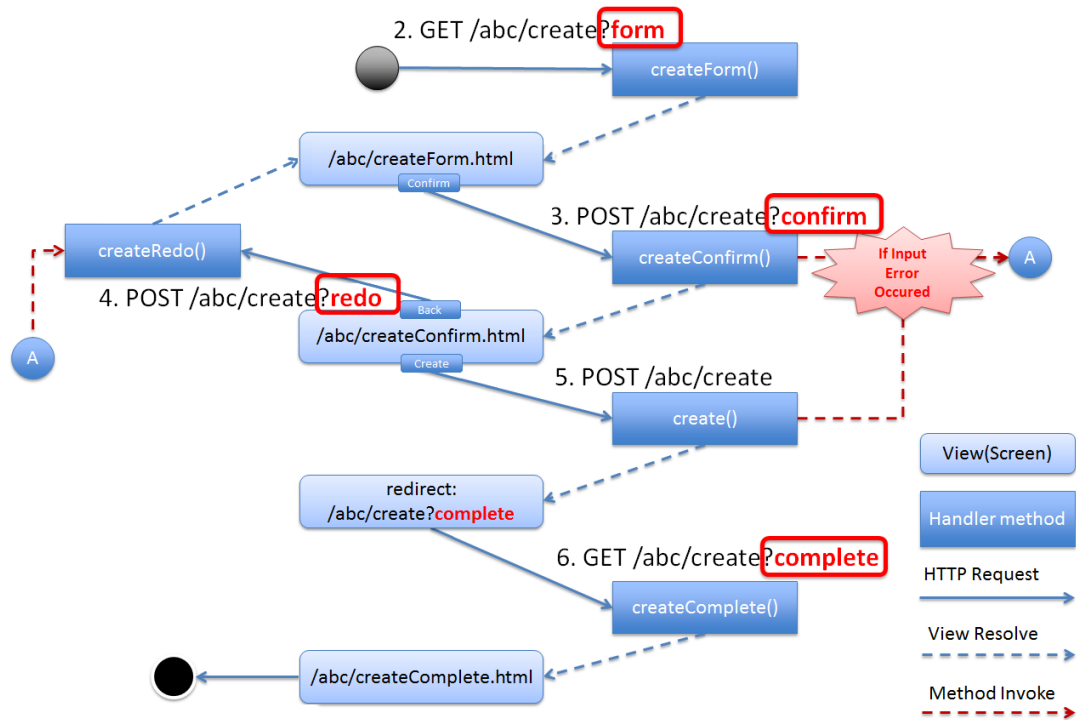 2. GET /abc/create?form
createForm()
/abc/createForm.html
Confirm
3. POST /abc/create?confirm
createRedo()
createConfirm()
If Input
Error
Occured
A
4. POST /abc/create?redo
Back
/abc/createConfirm.html
A
Create
5. POST /abc/create
create()
View(Screen)
redirect:
/abc/create?complete
Handler method
6. GET /abc/create?complete
HTTP Request
createComplete()
View Resolve
/abc/createComplete.html
Method Invoke